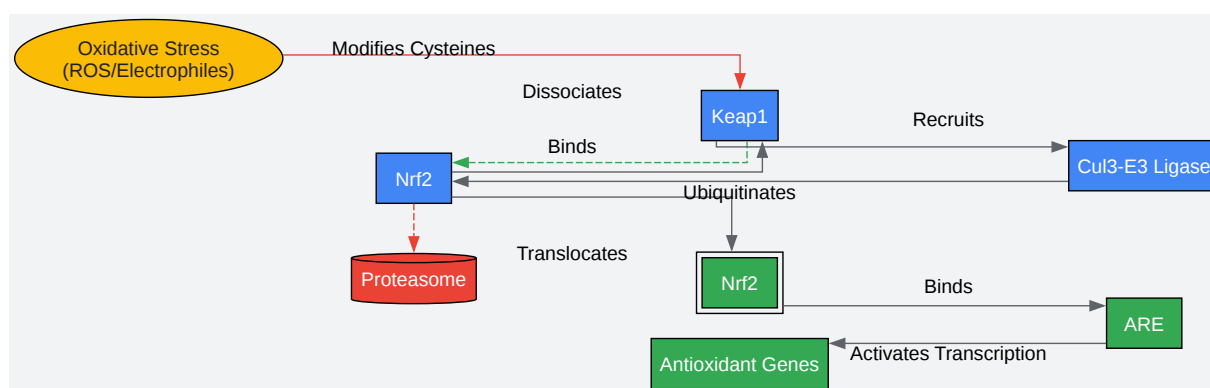 Oxidative Stress
(ROS/Electrophiles)
Modifies Cysteines
Dissociates
Keap1
Recruits
Binds
Nrf2
Cul3-E3 Ligase
Ubiquitinates
Translocates
Proteasome
Nrf2
Binds
ARE
Activates Transcription
Antioxidant Genes